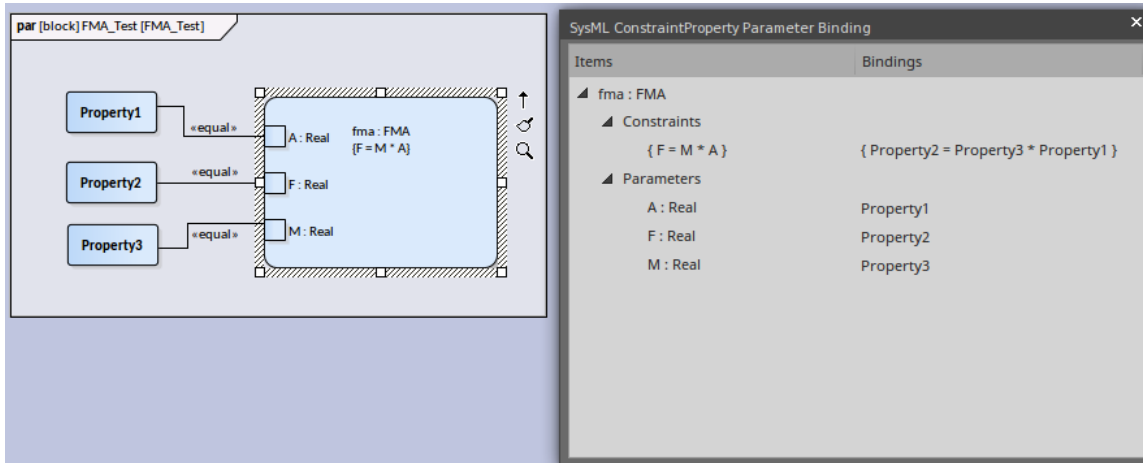 par [block] FMA_Test [FMA_Test]
Property1
«equal»
A : Real
fma : FMA
{F = M * A}
Property2
«equal»
F : Real
Property3
«equal»
M : Real
SysML ConstraintProperty Parameter Binding
Items Bindings
fma : FMA
Constraints
{ F = M * A } { Property2 = Property3 * Property1 }
Parameters
A : Real Property1
F : Real Property2
M : Real Property3